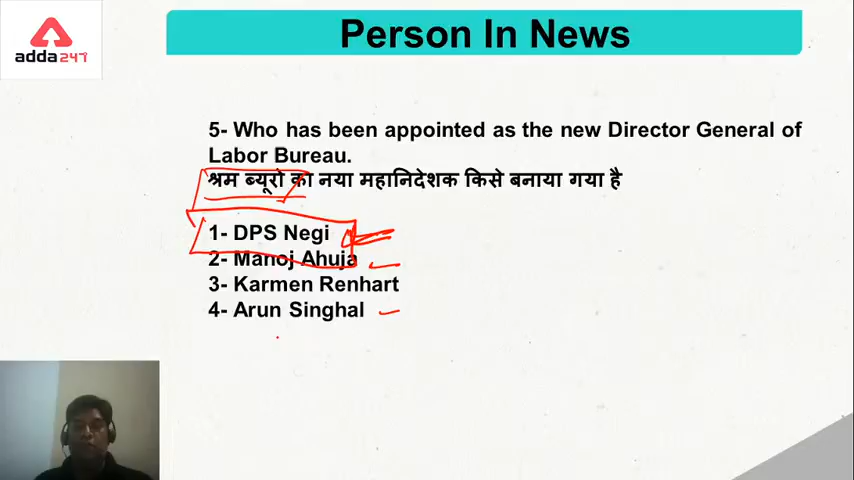 Person In News
adda247
5- Who has been appointed as the new Director General of
Labor Bureau.
श्रम ब्यूरो का नया महानिदेशक किसे बनाया गया है
1- DPS Negi
2- Manoj Ahuja
3- Karmen Renhart
4- Arun Singhal